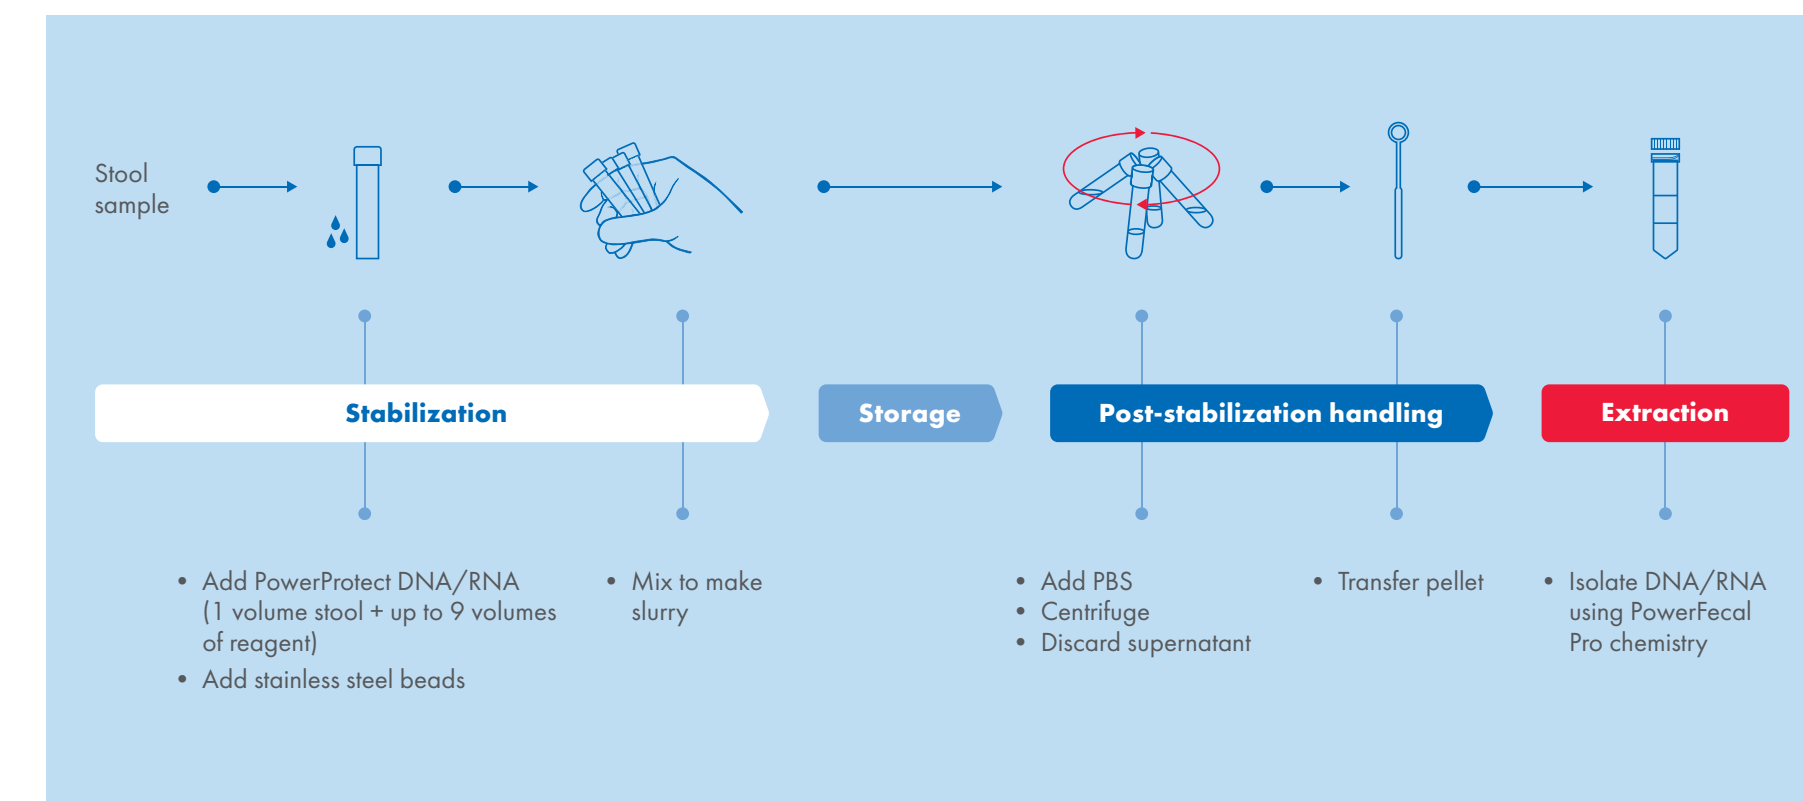 Stool
sample
Stabilization
Storage
Post-stabilization handling
Extraction
• Add PowerProtect DNA/RNA
(1 volume stool + up to 9 volumes
of reagent)
• Add stainless steel beads
• Mix to make
slurry
• Add PBS
• Centrifuge
• Discard supernatant
• Transfer pellet
• Isolate DNA/RNA
using PowerFecal
Pro chemistry